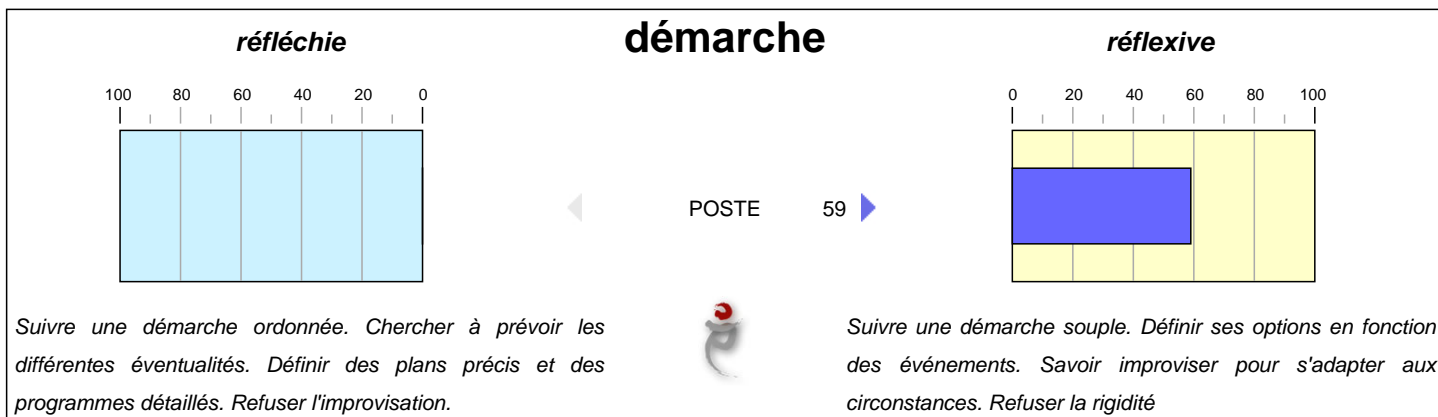 démarche
réfléchie
réflexive
100 80 60 40 20 0
0 20 40 60 80 100
POSTE 59
Suivre une démarche ordonnée. Chercher à prévoir les
différentes éventualités. Définir des plans précis et des
programmes détaillés. Refuser l'improvisation.
Suivre une démarche souple. Définir ses options en fonction
des événements. Savoir improviser pour s'adapter aux
circonstances. Refuser la rigidité